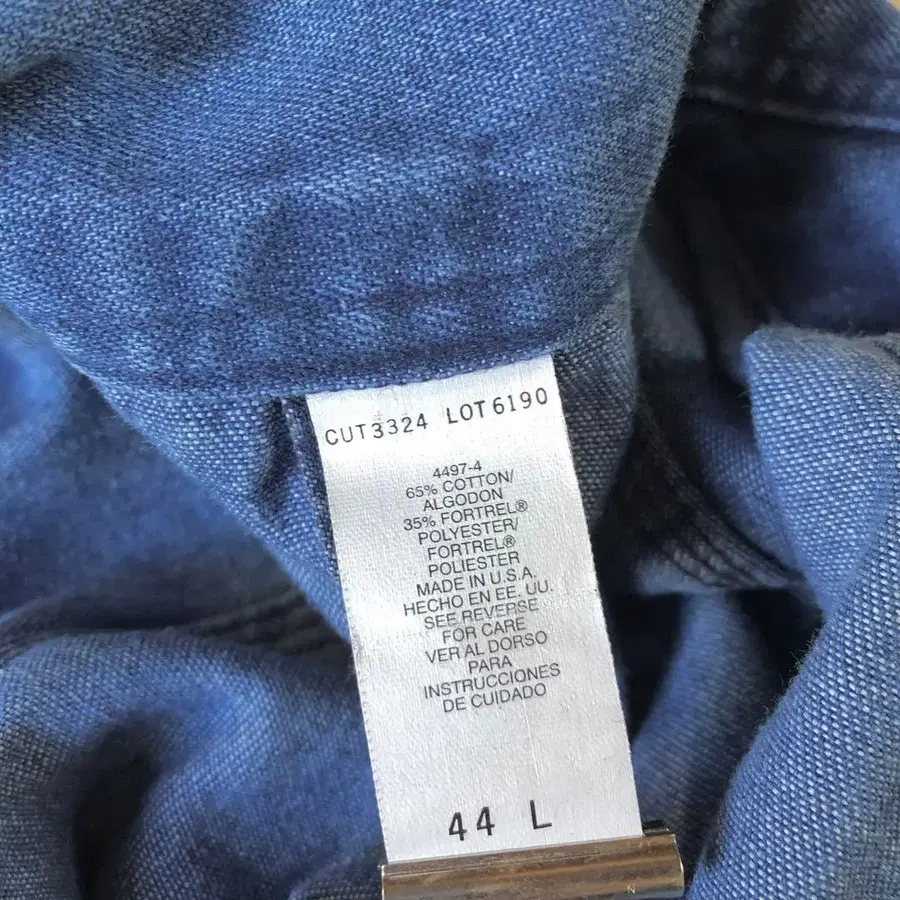 CUT3324 LOT6190
4497-4
65% COTTON/
ALGODON
35% FORTREL®
POLYESTER/
FORTREL®
POLIESTER
MADE IN U.S.A.
HECHO EN EE. UU.
SEE REVERSE
FOR CARE
VER AL DORSO
PARA
INSTRUCCIONES
DE CUIDADO
44 L